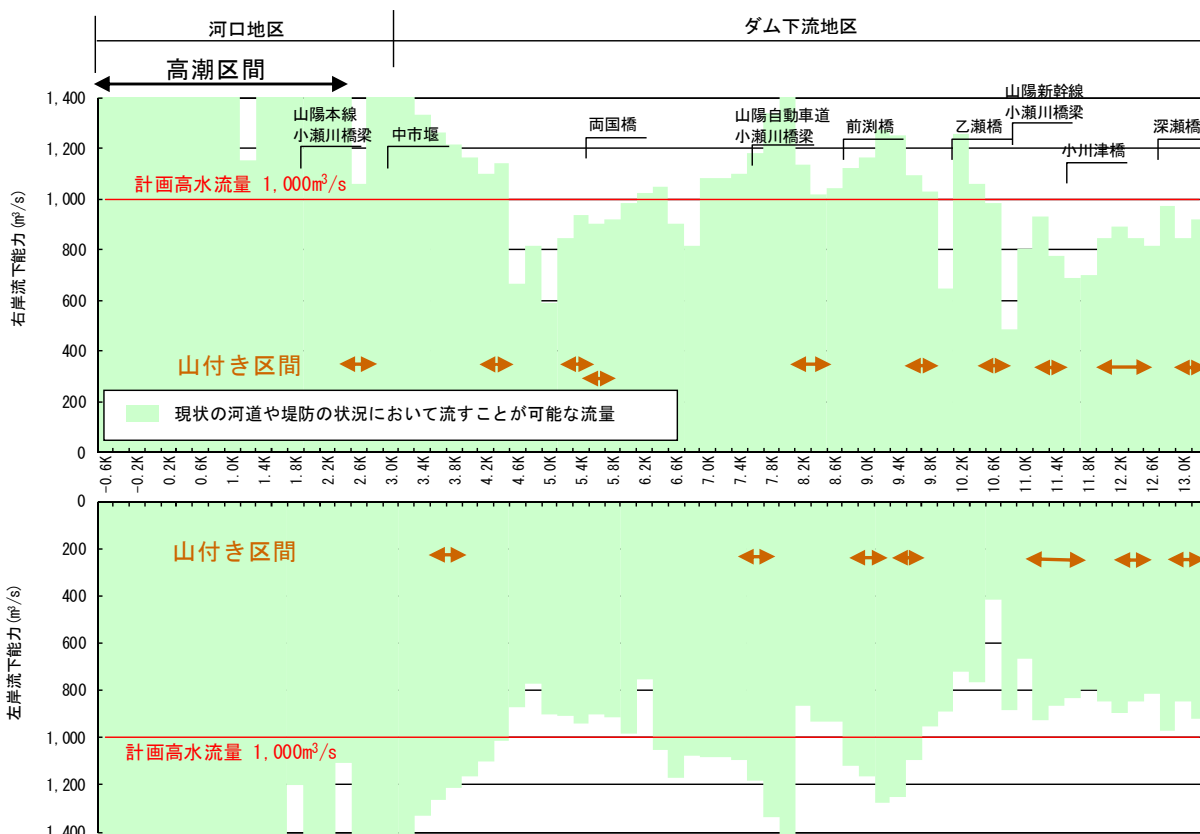 河口地区
ダム下流地区
高潮区間
山陽本線
小瀬川橋梁
中市堰
両国橋
山陽自動車道
小瀬川橋梁
前渕橋
乙瀬橋
山陽新幹線
小瀬川橋梁
小川津橋
深瀬橋
計画高水流量 1,000m³/s
右岸流下能力(m³/s)
1,400
1,200
1,000
800
600
400
200
0
山付き区間
現状の河道や堤防の状況において流すことが可能な流量
-0.6K
-0.2K
0.2K
0.6K
1.0K
1.4K
1.8K
2.2K
2.6K
3.0K
3.4K
3.8K
4.2K
4.6K
5.0K
5.4K
5.8K
6.2K
6.6K
7.0K
7.4K
7.8K
8.2K
8.6K
9.0K
9.4K
9.8K
10.2K
10.6K
11.0K
11.4K
11.8K
12.2K
12.6K
13.0K
左岸流下能力(m³/s)
0
200
400
600
800
1,000
1,200
1,400
山付き区間
計画高水流量 1,000m³/s